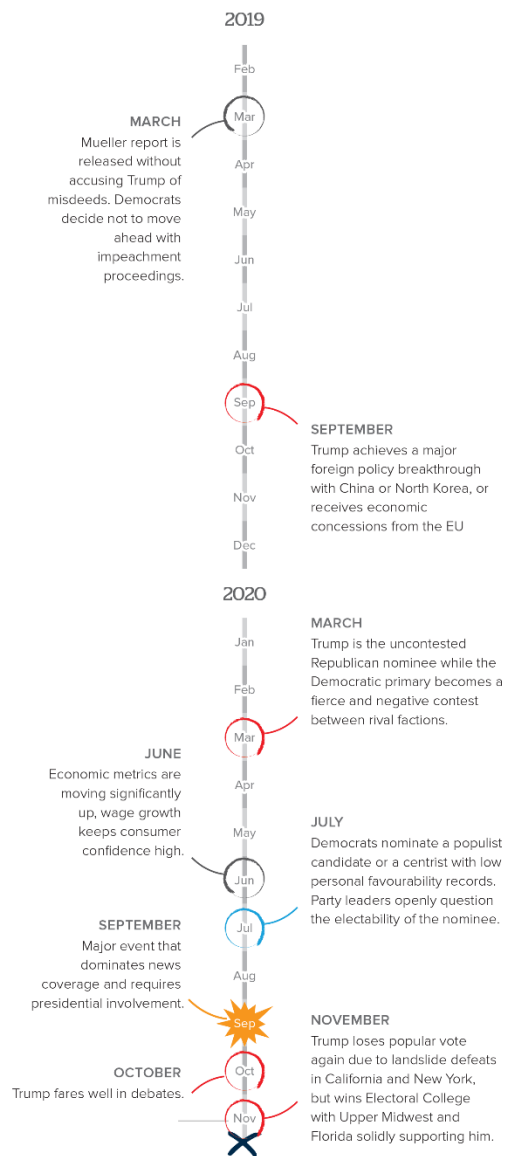 2019
Feb
MARCH
Mar
Mueller report is
released without
accusing Trump of
misdeeds. Democrats
decide not to move
ahead with
impeachment
proceedings.
Apr
May
Jun
Jul
Aug
Sep
SEPTEMBER
Trump achieves a major
foreign policy breakthrough
with China or North Korea, or
receives economic
concessions from the EU
Oct
Nov
Dec
2020
Jan
Feb
MARCH
Trump is the uncontested
Republican nominee while the
Democratic primary becomes a
fierce and negative contest
between rival factions.
Mar
Apr
May
JUNE
Economic metrics are
moving significantly
up, wage growth
keeps consumer
confidence high.
Jun
JULY
Democrats nominate a populist
candidate or a centrist with low
personal favourability records.
Party leaders openly question
the electability of the nominee.
Jul
Aug
SEPTEMBER
Major event that
dominates news
coverage and requires
presidential involvement.
Sep
OCTOBER
Trump fares well in debates.
Oct
NOVEMBER
Trump loses popular vote
again due to landslide defeats
in California and New York,
but wins Electoral College
with Upper Midwest and
Florida solidly supporting him.
Nov